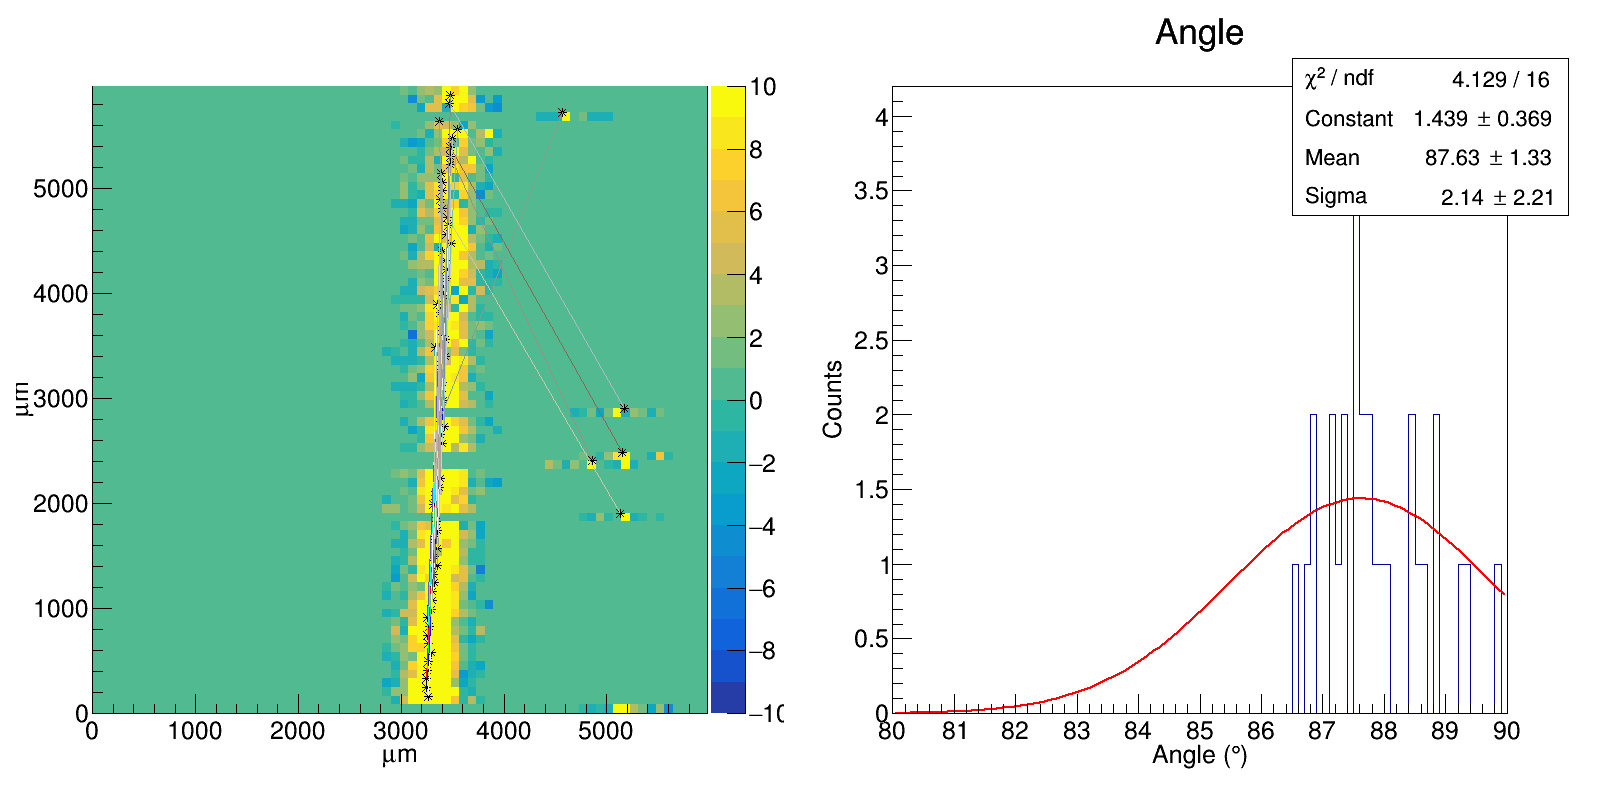 Angle
χ² / ndf 4.129 / 16
Constant 1.439 ± 0.369
Mean 87.63 ± 1.33
Sigma 2.14 ± 2.21
10
8
6
4
2
0
−2
−4
−6
−8
−10
5000
4000
3000
2000
1000
0
μm
0 1000 2000 3000 4000 5000
μm
4
3.5
3
2.5
2
1.5
1
0.5
0
Counts
80 81 82 83 84 85 86 87 88 89 90
Angle (°)